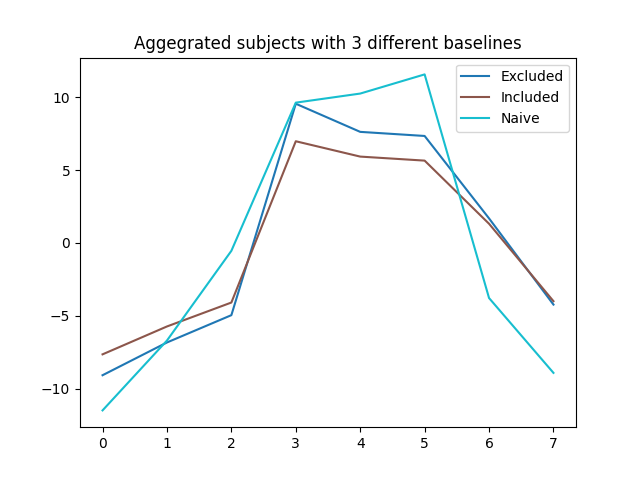 Aggegrated subjects with 3 different baselines
Excluded
Included
Naive
10
5
0
−5
−10
0 1 2 3 4 5 6 7